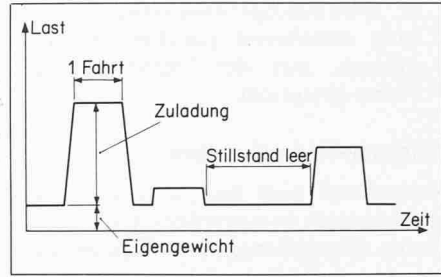 Last
1 Fahrt
Zuladung
Stillstand leer
Zeit
Eigengewicht